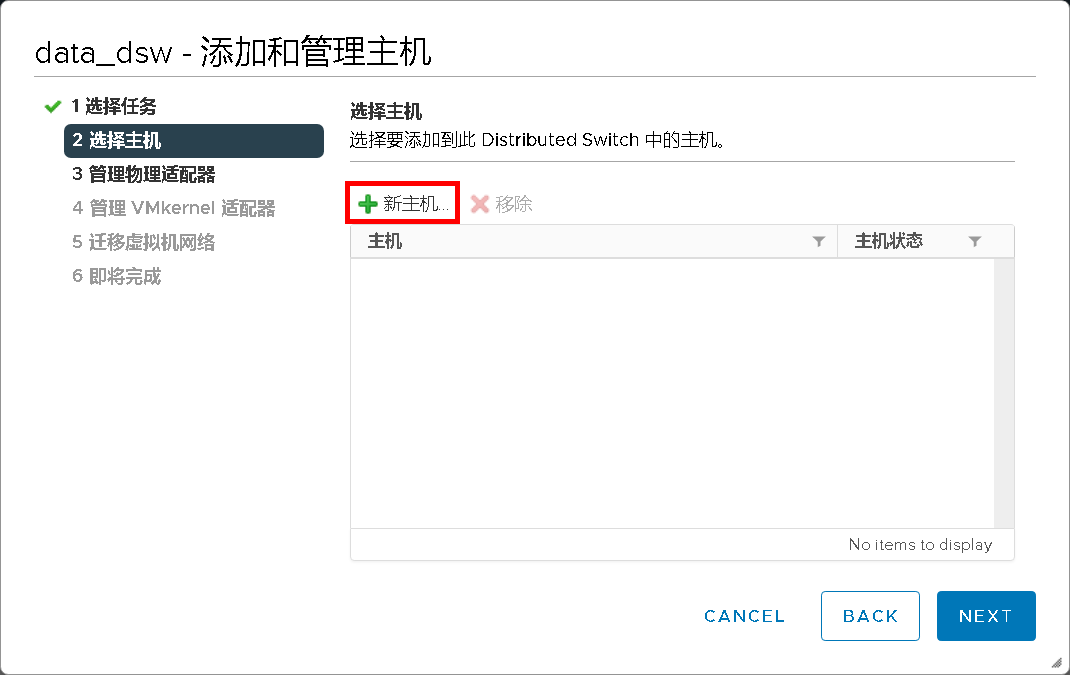 data_dsw - 添加和管理主机
1 选择任务
2 选择主机
3 管理物理适配器
4 管理 VMkernel 适配器
5 迁移虚拟机网络
6 即将完成
选择主机
选择要添加到此 Distributed Switch 中的主机。
新主机... 移除
主机 主机状态
No items to display
CANCEL BACK NEXT